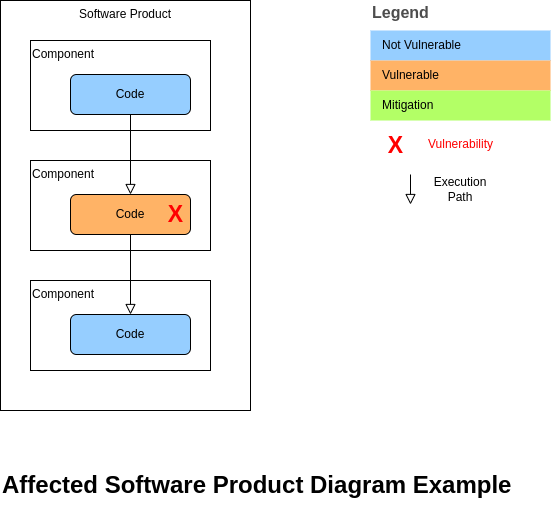 Software Product
Component
Code
Component
Code X
Component
Code
Legend
Not Vulnerable
Vulnerable
Mitigation
X Vulnerability
Execution
Path
Affected Software Product Diagram Example